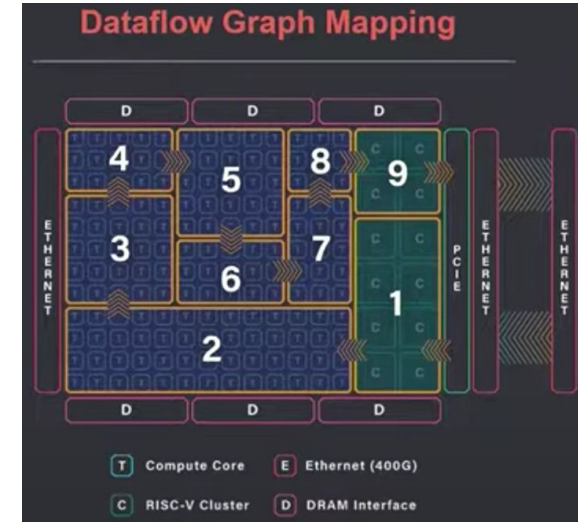 Dataflow Graph Mapping
D D D
4 5 8 9
3 6 7 1
2
ETHERNET
PCIE
ETHERNET
ETHERNET
D D D
T Compute Core E Ethernet (400G)
C RISC-V Cluster D DRAM Interface